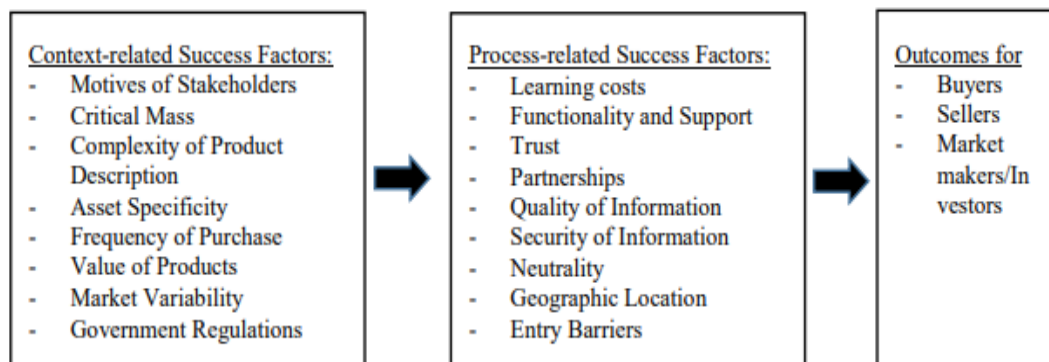 Context-related Success Factors:
- Motives of Stakeholders
- Critical Mass
- Complexity of Product
Description
- Asset Specificity
- Frequency of Purchase
- Value of Products
- Market Variability
- Government Regulations
Process-related Success Factors:
- Learning costs
- Functionality and Support
- Trust
- Partnerships
- Quality of Information
- Security of Information
- Neutrality
- Geographic Location
- Entry Barriers
Outcomes for
- Buyers
- Sellers
- Market
makers/In
vestors